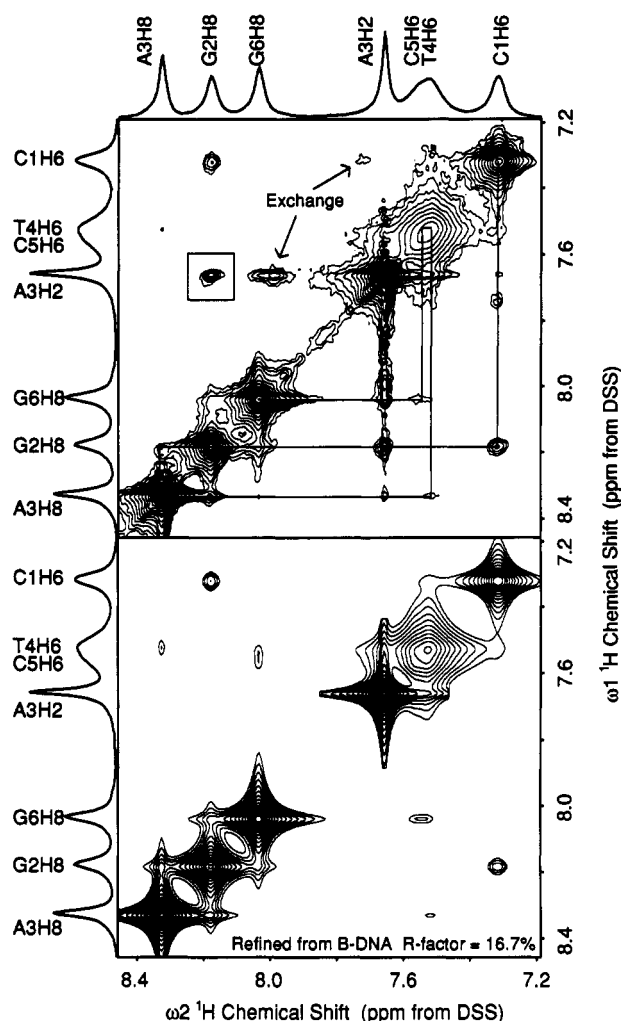 A3H8
G2H8
G6H8
A3H2
C5H6
T4H6
C1H6
7.2
C1H6
Exchange
T4H6
C5H6
7.6
A3H2
G6H8
8.0
G2H8
A3H8
8.4
7.2
C1H6
T4H6
C5H6
7.6
A3H2
G6H8
8.0
G2H8
A3H8
Refined from B-DNA R-factor = 16.7%
8.4
8.4 8.0 7.6 7.2
ω2 ¹H Chemical Shift (ppm from DSS)
ω1 ¹H Chemical Shift (ppm from DSS)